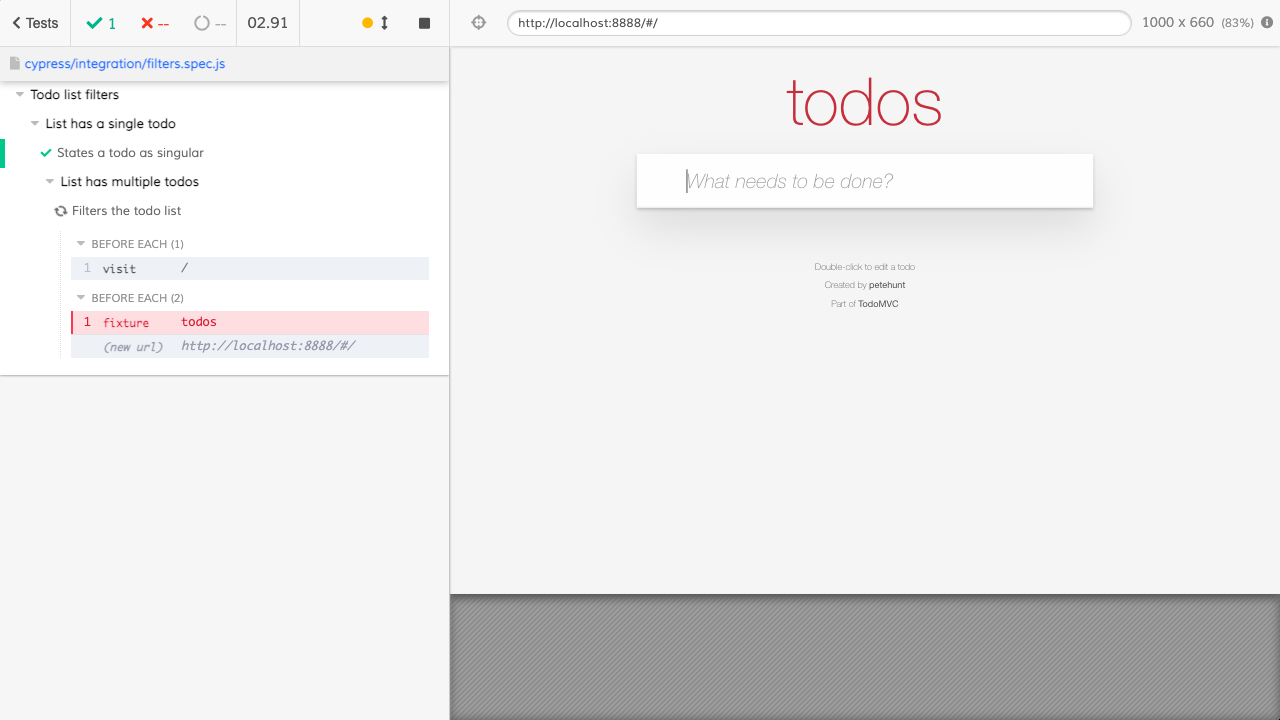 Tests 1 -- -- 02.91
http://localhost:8888/#/ 1000 x 660 (83%)
cypress/integration/filters.spec.js
Todo list filters
List has a single todo
States a todo as singular
List has multiple todos
Filters the todo list
BEFORE EACH (1)
1 visit /
BEFORE EACH (2)
1 fixture todos
(new url) http://localhost:8888/#/
todos
What needs to be done?
Double-click to edit a todo
Created by petehunt
Part of TodoMVC